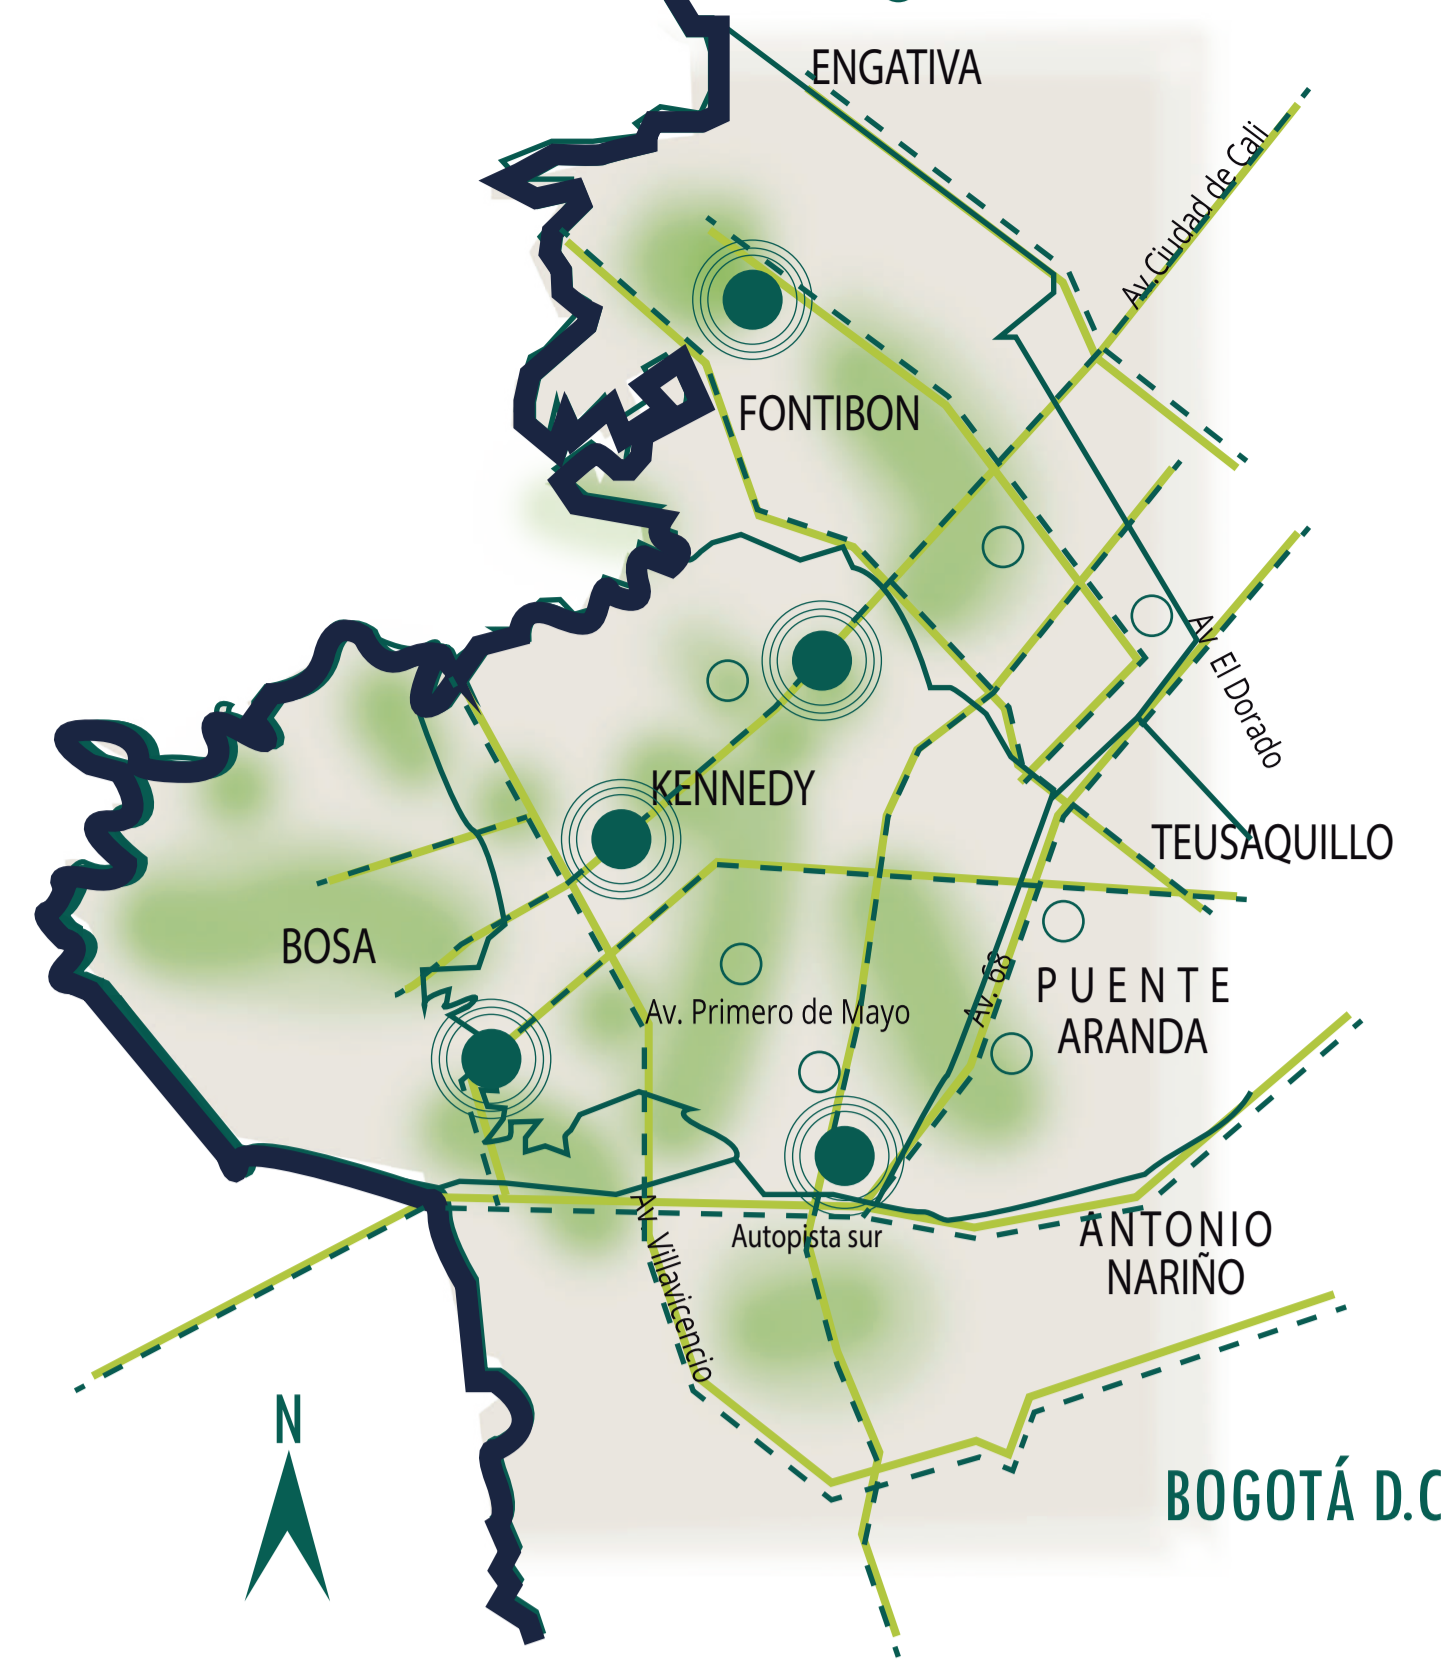 ENGATIVA
Av.Ciudad de Cali
FONTIBON
Av. El Dorado
KENNEDY
TEUSAQUILLO
BOSA
Av. 68
PUENTE
ARANDA
Av. Primero de Mayo
Av. Villavicencio
Autopista sur
ANTONIO
NARIÑO
N
BOGOTÁ D.C